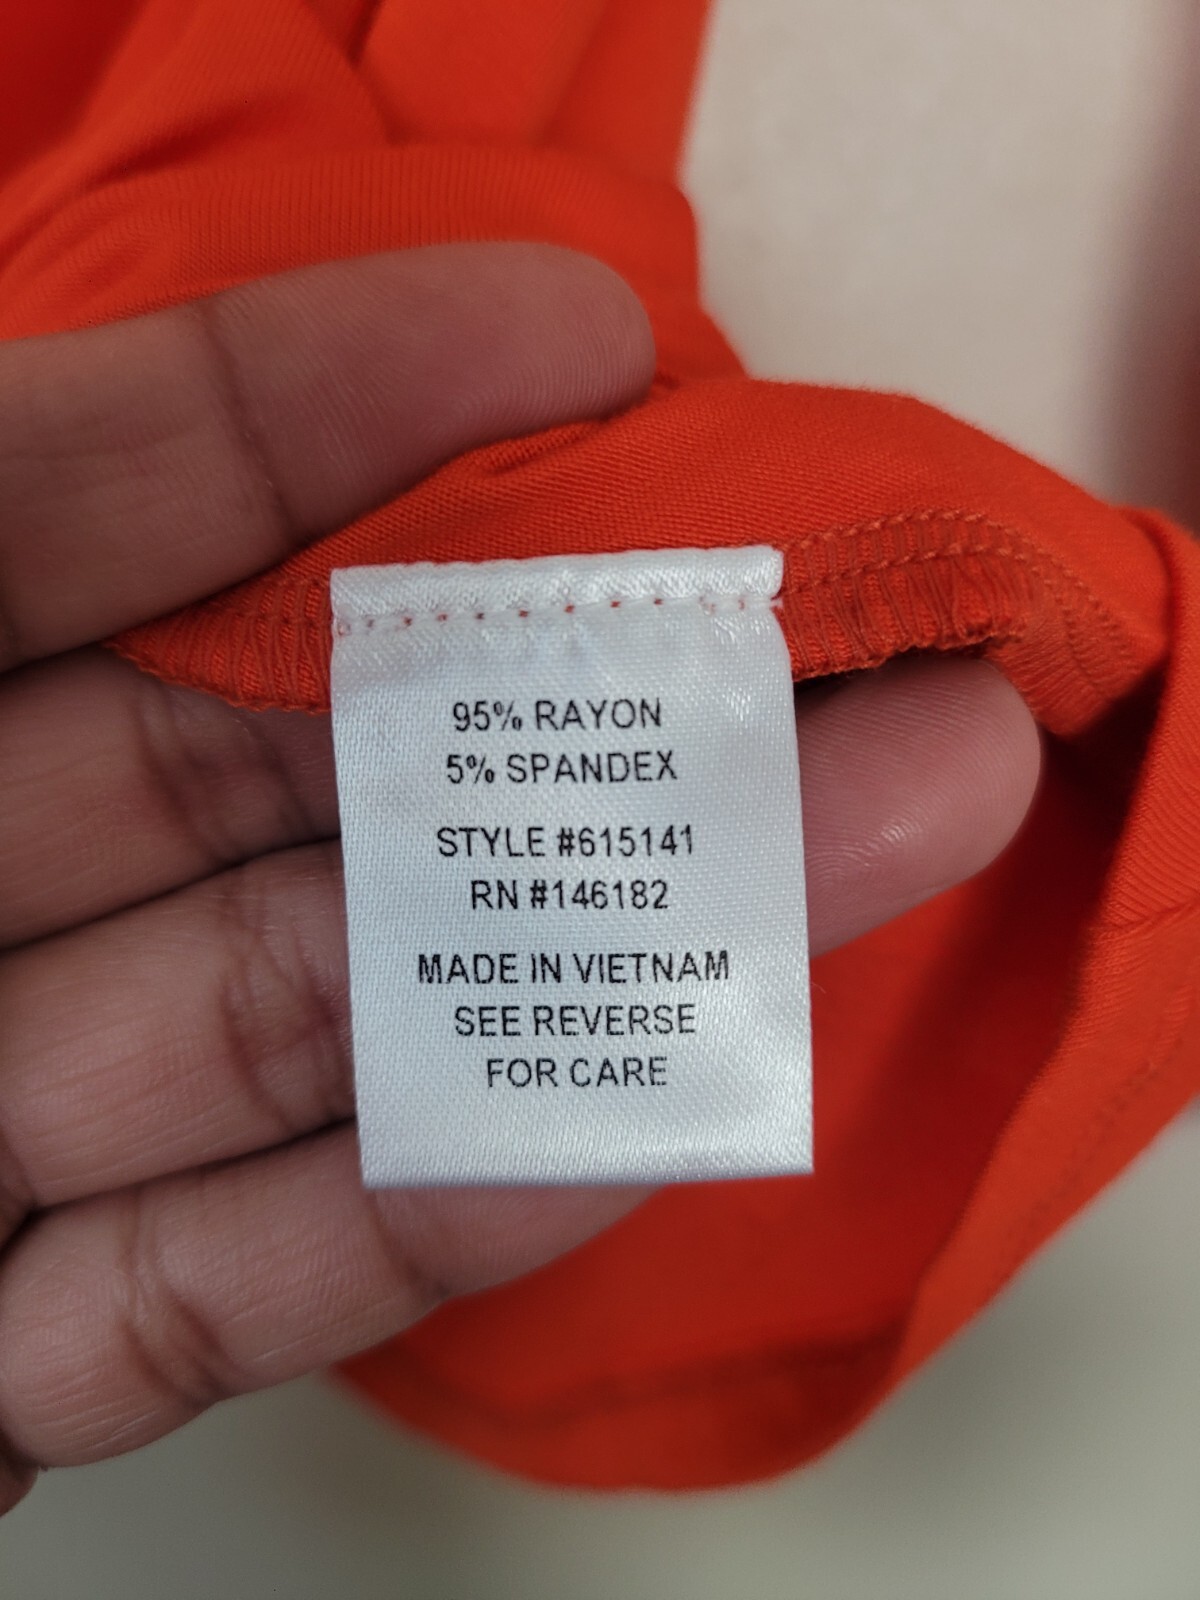 95% RAYON
5% SPANDEX
STYLE #615141
RN #146182
MADE IN VIETNAM
SEE REVERSE
FOR CARE